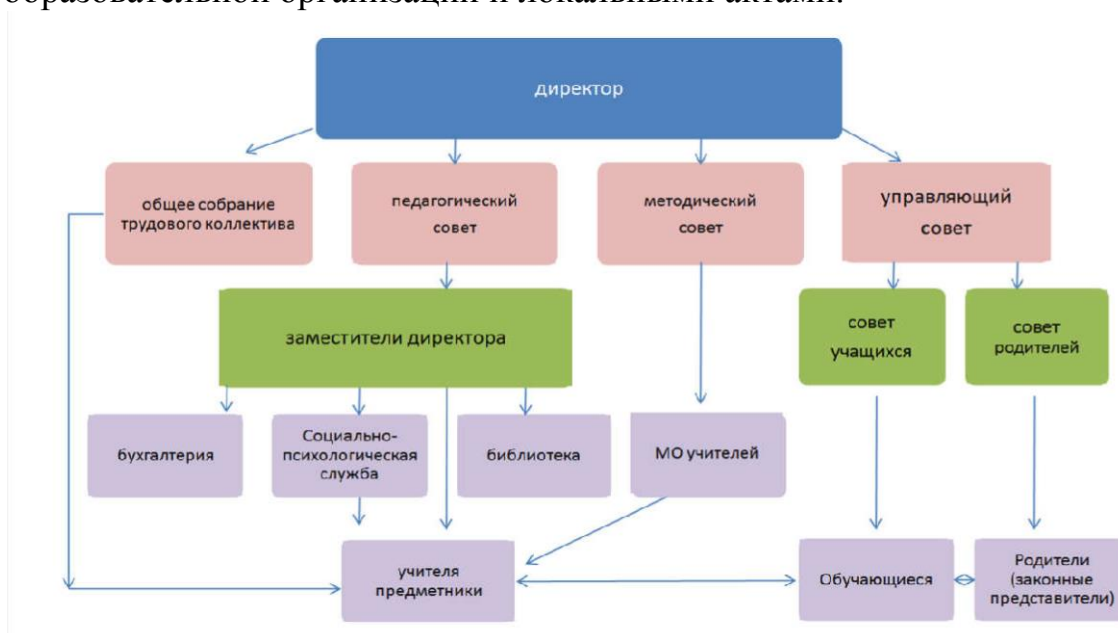 образовательной организации и локальными актами.
директор
общее собрание
трудового коллектива
педагогический
совет
методический
совет
управляющий
совет
заместители директора
совет
учащихся
совет
родителей
бухгалтерия
Социально-
психологическая
служба
библиотека
МО учителей
учителя
предметники
Обучающиеся
Родители
(законные
представители)